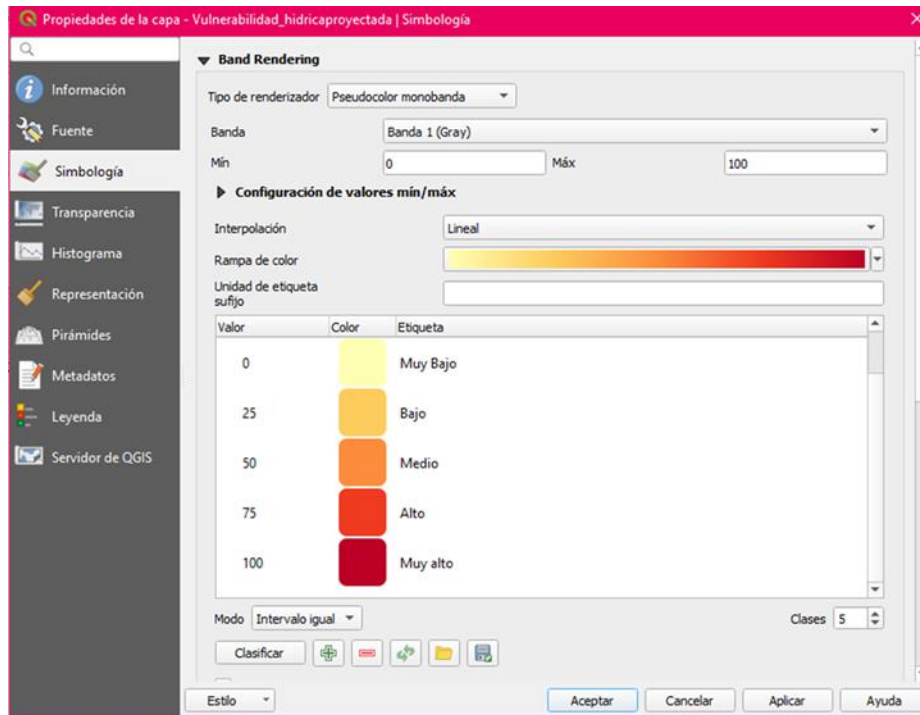 Propiedades de la capa - Vulnerabilidad_hidricaproyectada | Simbología
Información
Fuente
Simbología
Transparencia
Histograma
Representación
Pirámides
Metadatos
Leyenda
Servidor de QGIS
Band Rendering
Tipo de renderizador Pseudocolor monobanda
Banda Banda 1 (Gray)
Mín 0 Máx 100
Configuración de valores mín/máx
Interpolación Lineal
Rampa de color
Unidad de etiqueta
sufijo
Valor Color Etiqueta
0 Muy Bajo
25 Bajo
50 Medio
75 Alto
100 Muy alto
Modo Intervalo igual Clases 5
Clasificar
Estilo Aceptar Cancelar Aplicar Ayuda